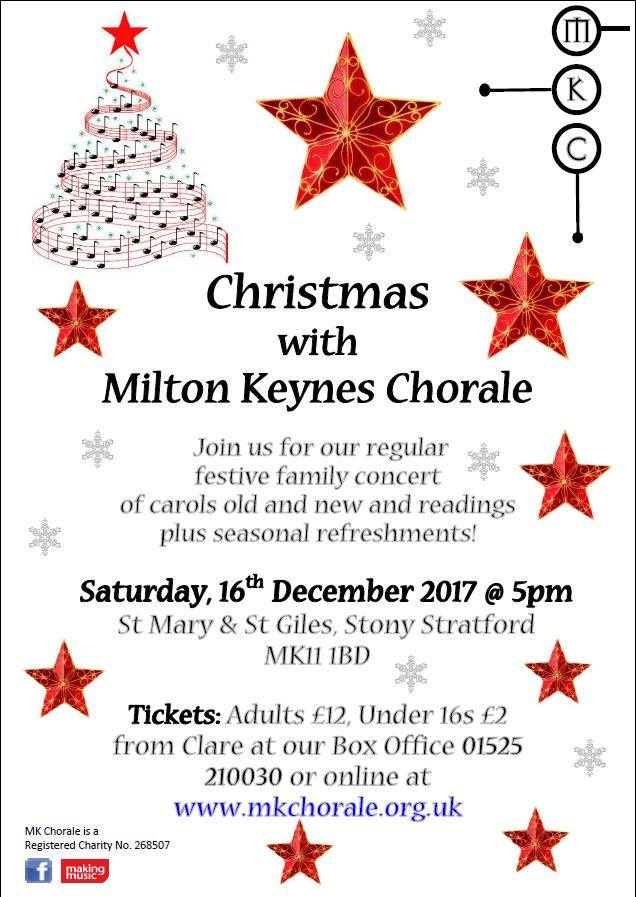 M
K
C
Christmas
with
Milton Keynes Chorale
Join us for our regular
festive family concert
of carols old and new and readings
plus seasonal refreshments!
Saturday, 16th December 2017 @ 5pm
St Mary & St Giles, Stony Stratford
MK11 1BD
Tickets: Adults £12, Under 16s £2
from Clare at our Box Office 01525
210030 or online at
www.mkchorale.org.uk
MK Chorale is a
Registered Charity No. 268507
f
making
music